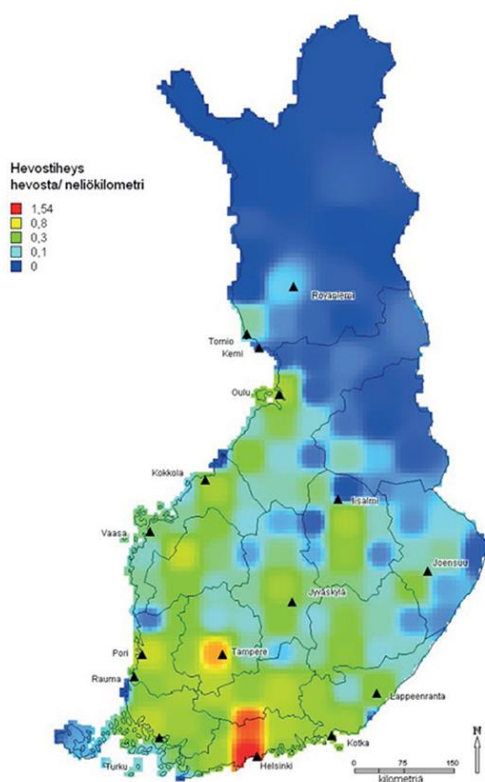 Hevostiheys
hevosta/ neliökilometri
1,54
0,8
0,3
0,1
0
Rovaniemi
Tornio
Kemi
Oulu
Kokkola
Iisalmi
Vaasa
Joensuu
Jyväskylä
Pori
Tampere
Rauma
Lappeenranta
Turku
Helsinki
Kotka
N
0 75 150
kilometriä